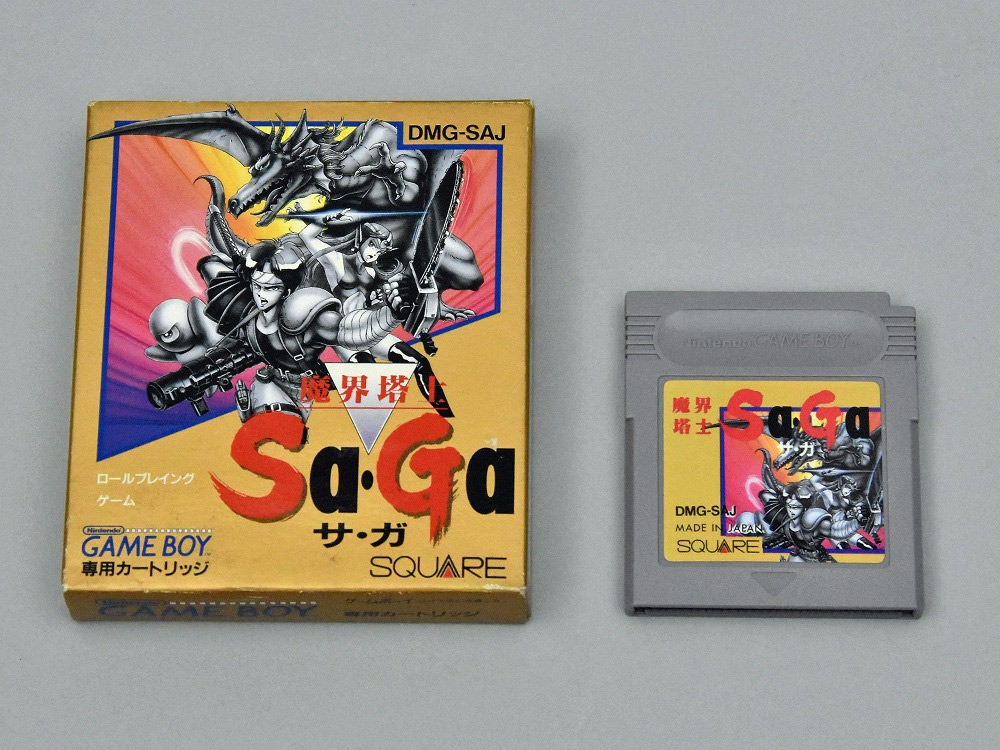 DMG-SAJ
魔界塔士
Sa・Ga
サ・ガ
ロールプレイング
ゲーム
Nintendo
GAME BOY
専用カートリッジ
SQUARE
GAME BOY
専用カートリッジ
Nintendo GAME BOY
魔界
塔士
Sa・Ga
サ・ガ
DMG-SAJ
MADE IN JAPAN
SQUARE